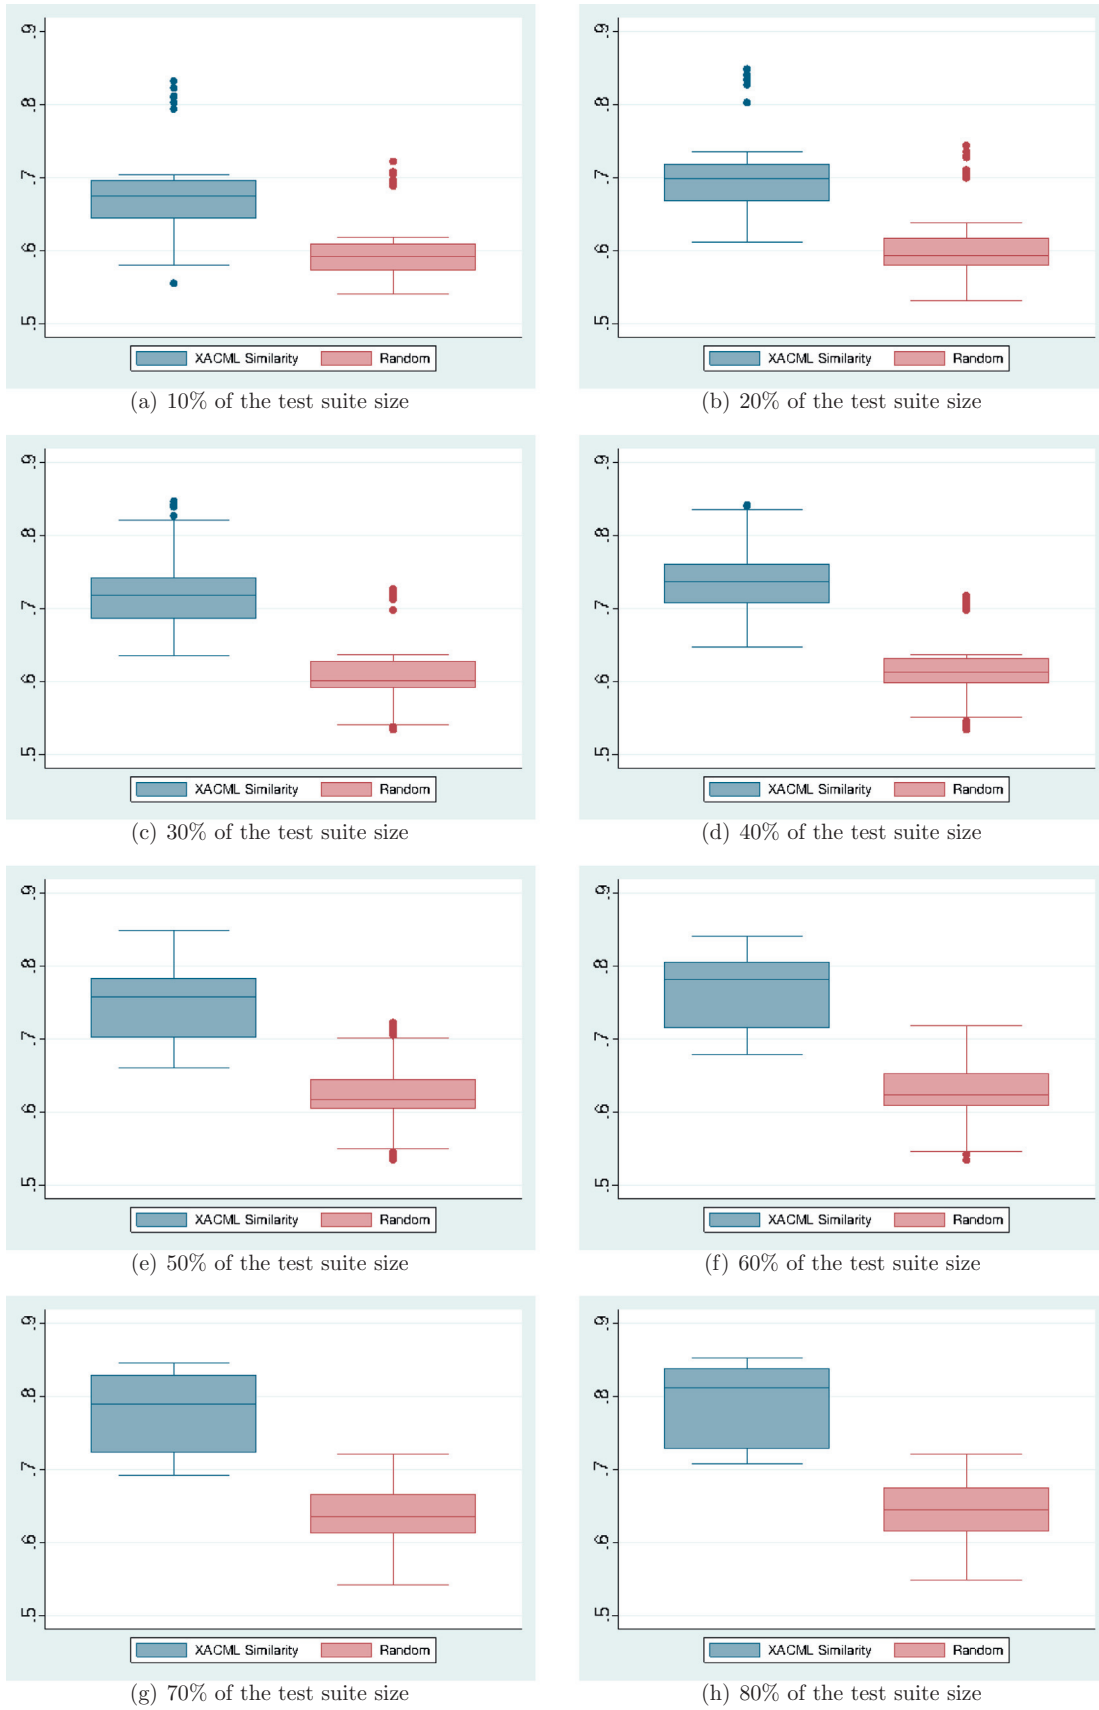 .9
.8
.7
.6
.5
XACML Similarity Random
(a) 10% of the test suite size
.9
.8
.7
.6
.5
XACML Similarity Random
(b) 20% of the test suite size
.9
.8
.7
.6
.5
XACML Similarity Random
(c) 30% of the test suite size
.9
.8
.7
.6
.5
XACML Similarity Random
(d) 40% of the test suite size
.9
.8
.7
.6
.5
XACML Similarity Random
(e) 50% of the test suite size
.9
.8
.7
.6
.5
XACML Similarity Random
(f) 60% of the test suite size
.9
.8
.7
.6
.5
XACML Similarity Random
(g) 70% of the test suite size
.9
.8
.7
.6
.5
XACML Similarity Random
(h) 80% of the test suite size